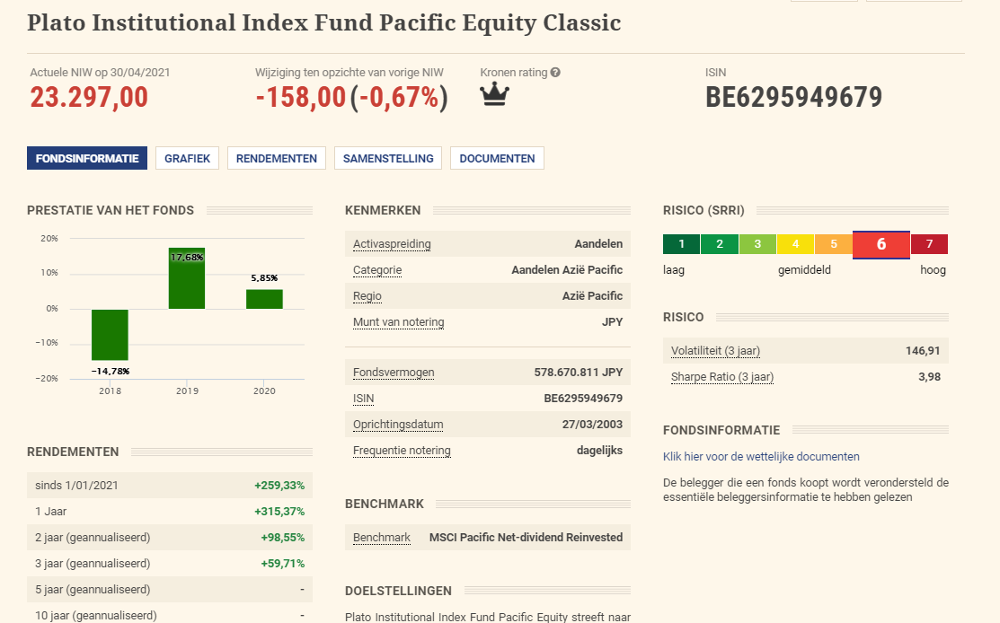 Plato Institutional Index Fund Pacific Equity Classic
Actuele NIW op 30/04/2021
23.297,00
Wijziging ten opzichte van vorige NIW
-158,00 (-0,67%)
Kronen rating ?
ISIN
BE6295949679
FONDSINFORMATIE
GRAFIEK
RENDEMENTEN
SAMENSTELLING
DOCUMENTEN
PRESTATIE VAN HET FONDS
20%
10%
0%
−10%
−20%
−14,78%
17,68%
5,85%
2018
2019
2020
RENDEMENTEN
sinds 1/01/2021 +259,33%
1 Jaar +315,37%
2 jaar (geannualiseerd) +98,55%
3 jaar (geannualiseerd) +59,71%
5 jaar (geannualiseerd) -
10 jaar (geannualiseerd) -
KENMERKEN
Activaspreiding Aandelen
Categorie Aandelen Azië Pacific
Regio Azië Pacific
Munt van notering JPY
Fondsvermogen 578.670.811 JPY
ISIN BE6295949679
Oprichtingsdatum 27/03/2003
Frequentie notering dagelijks
BENCHMARK
Benchmark MSCI Pacific Net-dividend Reinvested
DOELSTELLINGEN
Plato Institutional Index Fund Pacific Equity streeft naar
RISICO (SRRI)
1 2 3 4 5 6 7
laag gemiddeld hoog
RISICO
Volatiliteit (3 jaar) 146,91
Sharpe Ratio (3 jaar) 3,98
FONDSINFORMATIE
Klik hier voor de wettelijke documenten
De belegger die een fonds koopt wordt verondersteld de
essentiële beleggersinformatie te hebben gelezen